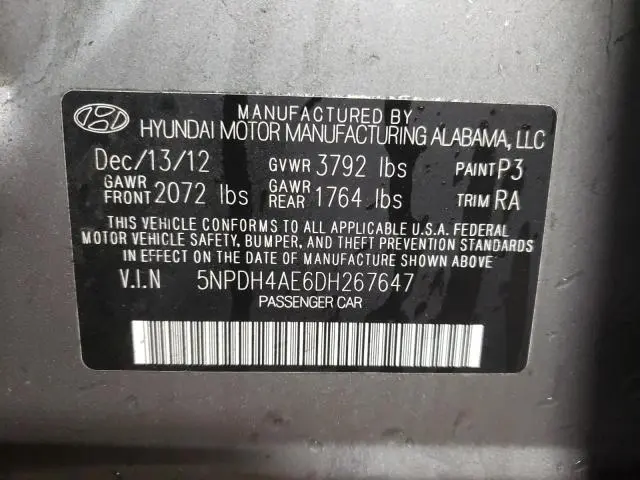 MANUFACTURED BY
HYUNDAI MOTOR MANUFACTURING ALABAMA, LLC
Dec/13/12 GVWR 3792 lbs PAINT P3
GAWR FRONT 2072 lbs GAWR REAR 1764 lbs TRIM RA
THIS VEHICLE CONFORMS TO ALL APPLICABLE U.S.A. FEDERAL
MOTOR VEHICLE SAFETY, BUMPER, AND THEFT PREVENTION STANDARDS
IN EFFECT ON THE DATE OF MANUFACTURE SHOWN ABOVE
V.I.N 5NPDH4AE6DH267647
PASSENGER CAR